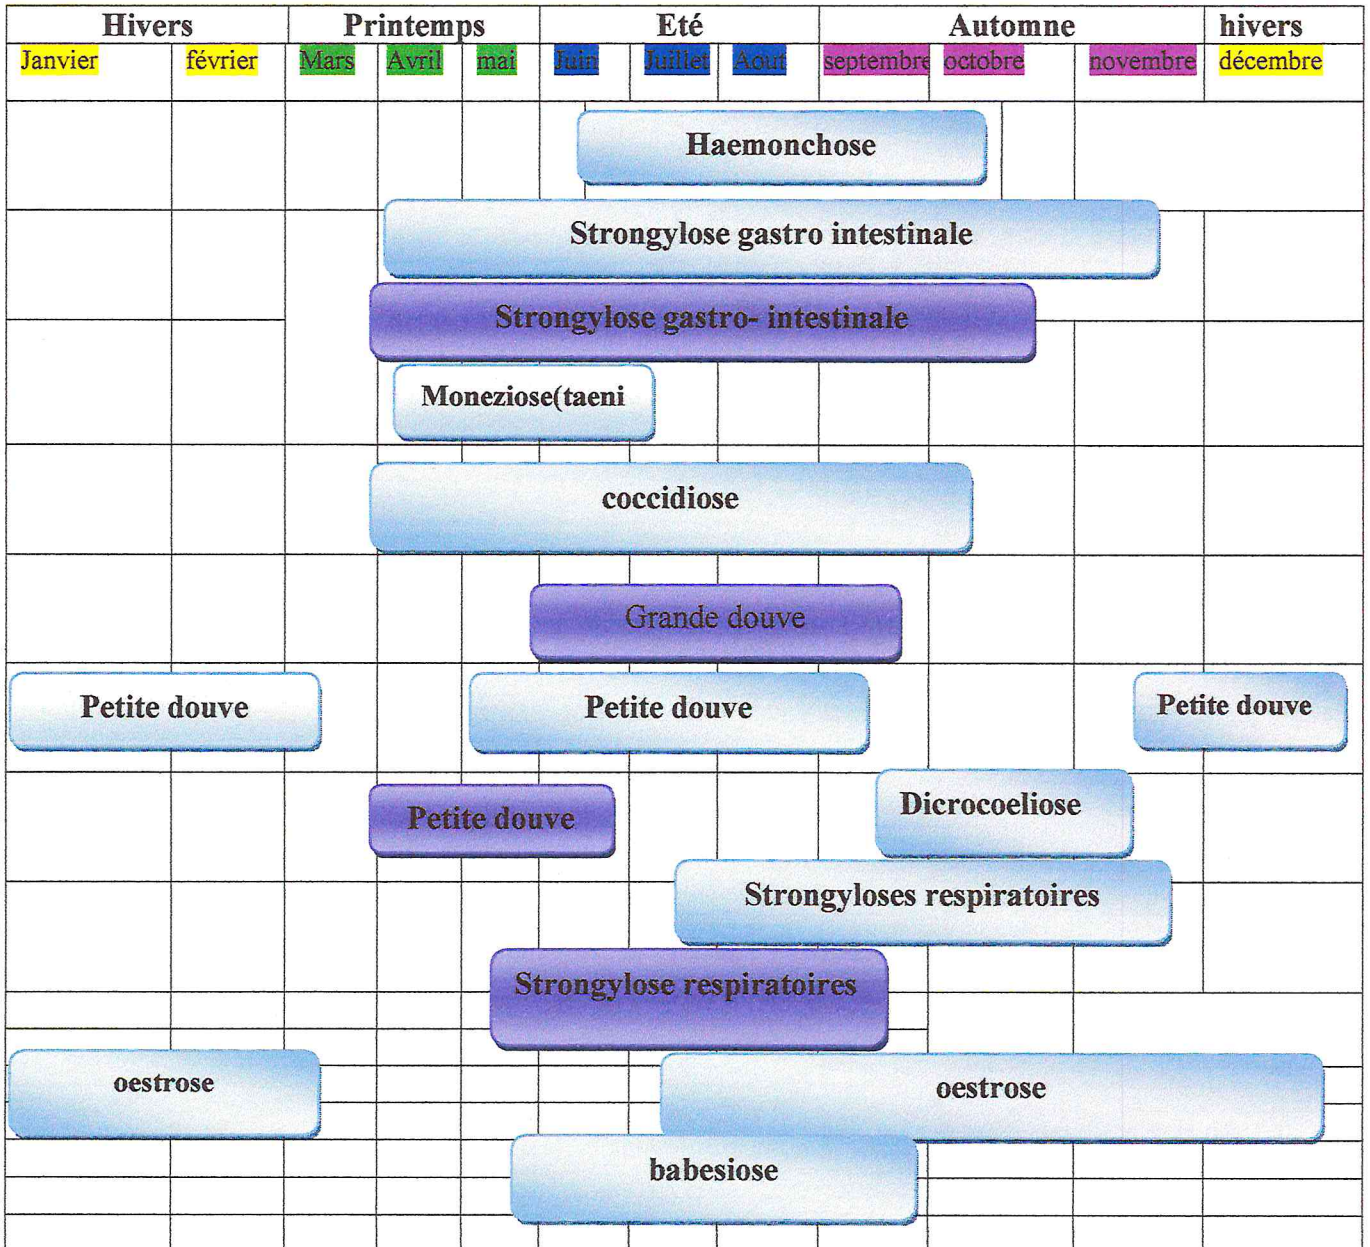 Hivers Printemps Eté Automne hivers
Janvier février Mars Avril mai Juin Juillet Aout septembre octobre novembre décembre
Haemonchose
Strongylose gastro intestinale
Strongylose gastro- intestinale
Moneziose(taeni
coccidiose
Grande douve
Petite douve Petite douve Petite douve
Petite douve Dicrocoeliose
Strongyloses respiratoires
Strongylose respiratoires
oestrose oestrose
babesiose